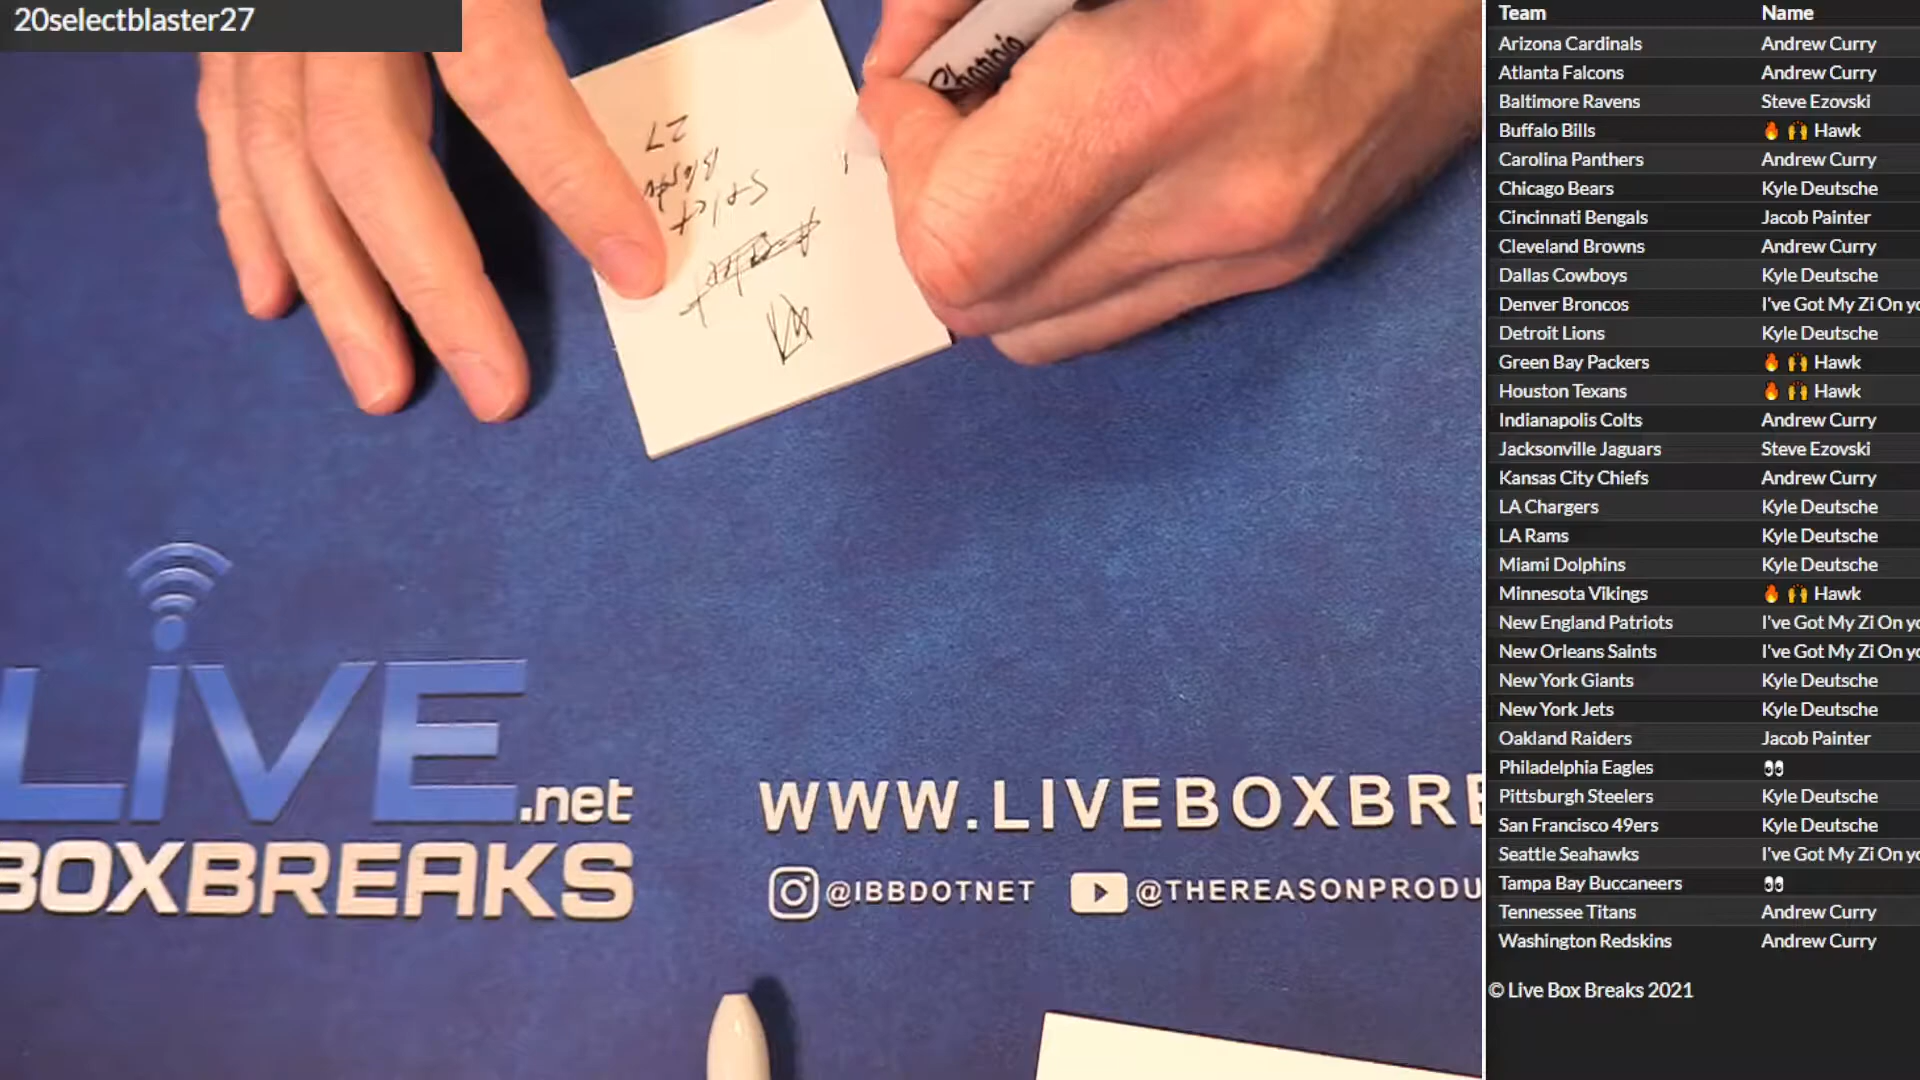 20selectblaster27
27
Select
Sharpie
LIVE.net
BOXBREAKS
WWW.LIVEBOXBRE
@IBBDOTNET @THEREASONPRODU
Team Name
Arizona Cardinals Andrew Curry
Atlanta Falcons Andrew Curry
Baltimore Ravens Steve Ezovski
Buffalo Bills 🔥 🙌 Hawk
Carolina Panthers Andrew Curry
Chicago Bears Kyle Deutsche
Cincinnati Bengals Jacob Painter
Cleveland Browns Andrew Curry
Dallas Cowboys Kyle Deutsche
Denver Broncos I've Got My Zi On yo
Detroit Lions Kyle Deutsche
Green Bay Packers 🔥 🙌 Hawk
Houston Texans 🔥 🙌 Hawk
Indianapolis Colts Andrew Curry
Jacksonville Jaguars Steve Ezovski
Kansas City Chiefs Andrew Curry
LA Chargers Kyle Deutsche
LA Rams Kyle Deutsche
Miami Dolphins Kyle Deutsche
Minnesota Vikings 🔥 🙌 Hawk
New England Patriots I've Got My Zi On yo
New Orleans Saints I've Got My Zi On yo
New York Giants Kyle Deutsche
New York Jets Kyle Deutsche
Oakland Raiders Jacob Painter
Philadelphia Eagles 👀
Pittsburgh Steelers Kyle Deutsche
San Francisco 49ers Kyle Deutsche
Seattle Seahawks I've Got My Zi On yo
Tampa Bay Buccaneers 👀
Tennessee Titans Andrew Curry
Washington Redskins Andrew Curry
© Live Box Breaks 2021